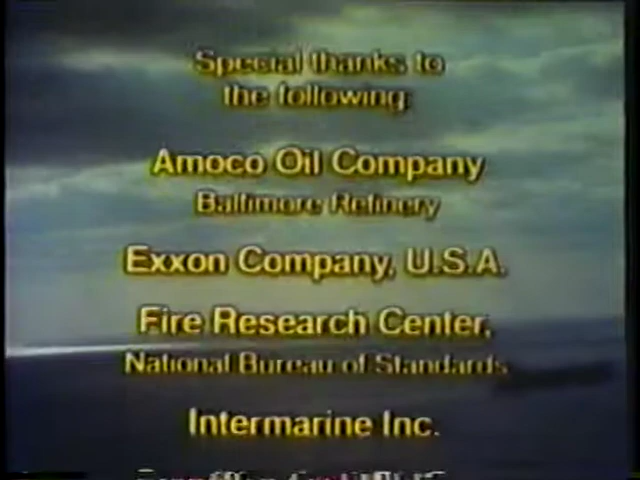 Special thanks to
the following:
Amoco Oil Company
Baltimore Refinery
Exxon Company, U.S.A.
Fire Research Center,
National Bureau of Standards
Intermarine Inc.